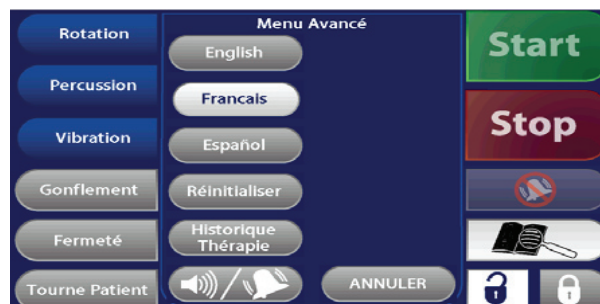 Rotation
Percussion
Vibration
Gonflement
Fermeté
Tourne Patient
Menu Avancé
English
Francais
Español
Réinitialiser
Historique
Thérapie
ANNULER
Start
Stop